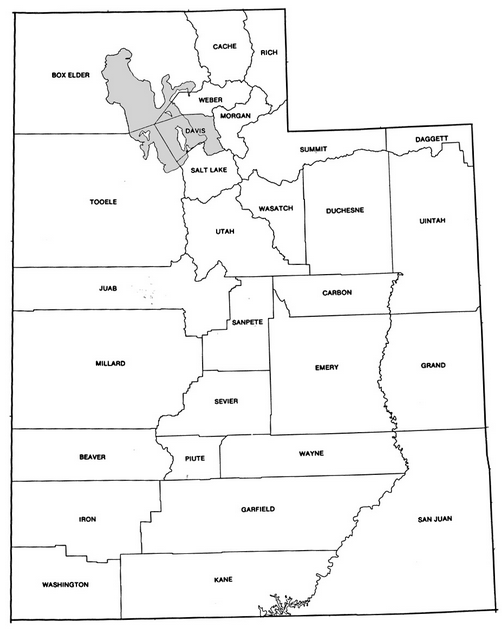 CACHE
RICH
BOX ELDER
WEBER
MORGAN
DAVIS
DAGGETT
SUMMIT
SALT LAKE
TOOELE
WASATCH
DUCHESNE
UINTAH
UTAH
JUAB
CARBON
SANPETE
MILLARD
EMERY
GRAND
SEVIER
BEAVER
PIUTE
WAYNE
IRON
GARFIELD
SAN JUAN
WASHINGTON
KANE